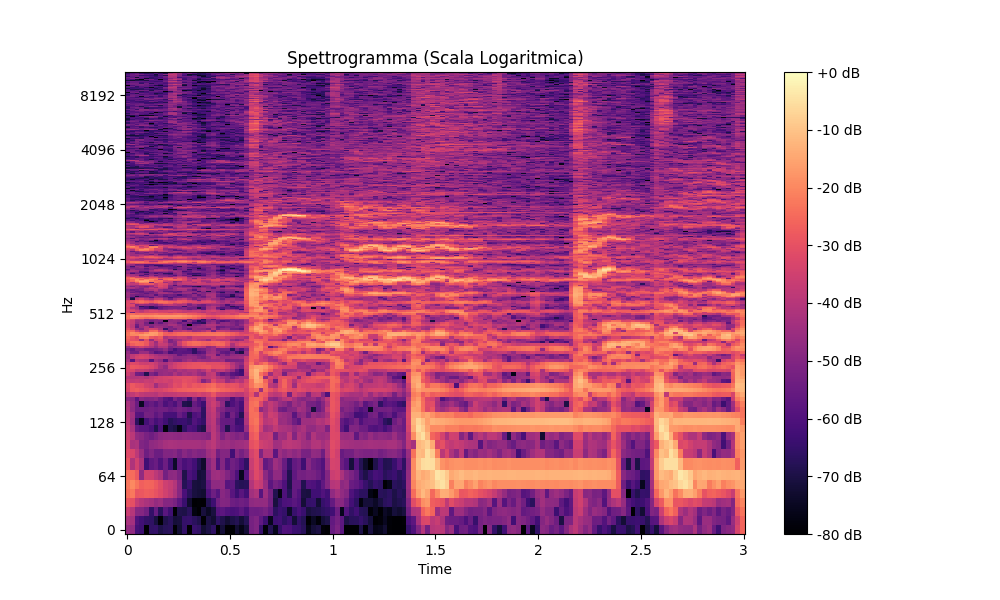 Spettrogramma (Scala Logaritmica)
Hz
8192
4096
2048
1024
512
256
128
64
0
0 0.5 1 1.5 2 2.5 3
Time
+0 dB
-10 dB
-20 dB
-30 dB
-40 dB
-50 dB
-60 dB
-70 dB
-80 dB